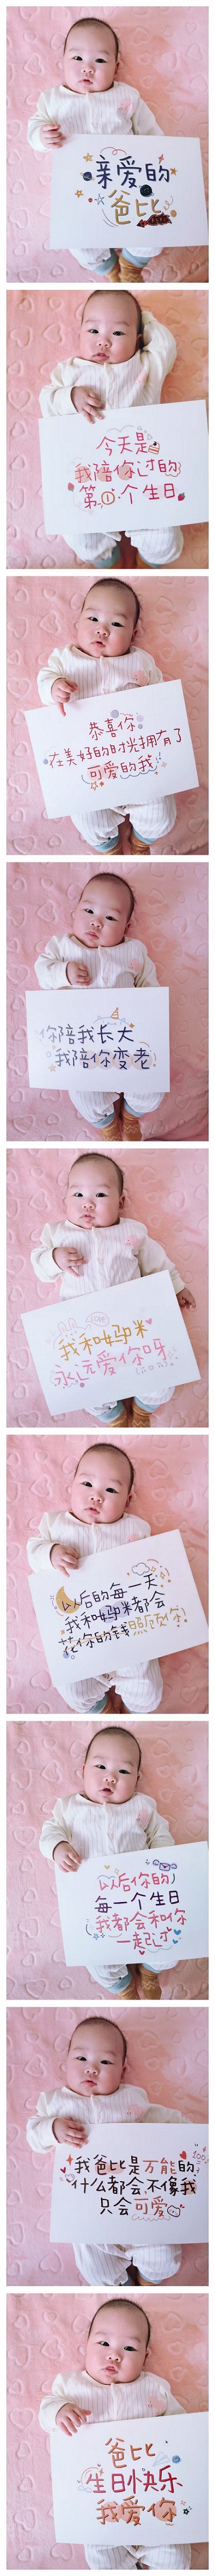 亲爱的
爸比
今天是
我陪你过的
第①个生日
恭喜你
在美好的时光拥有了
可爱的我
你陪我长大
我陪你变老
我和妈咪
永远爱你呀
以后的每一天
我和妈咪都会
花你的钱照顾你
以后你的
每一个生日
我都会和你
一起过
我爸比是万能的
什么都会不像我
只会可爱
爸比
生日快乐
我爱你